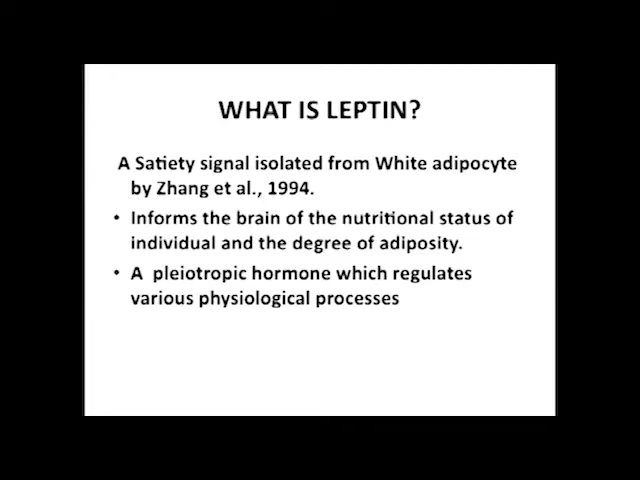 WHAT IS LEPTIN?
A Satiety signal isolated from White adipocyte
by Zhang et al., 1994.
• Informs the brain of the nutritional status of
individual and the degree of adiposity.
• A pleiotropic hormone which regulates
various physiological processes